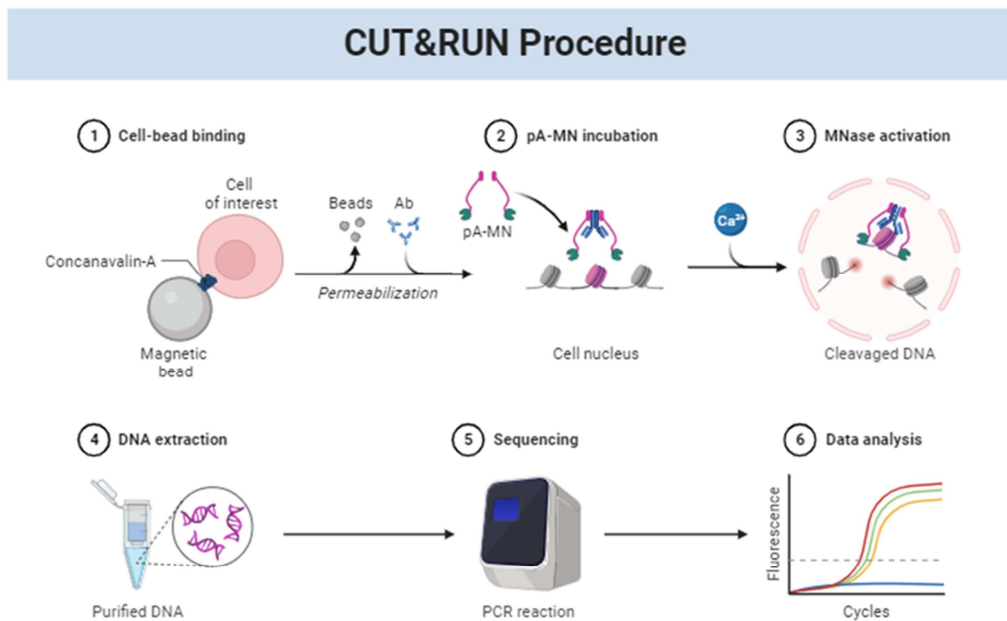 CUT&RUN Procedure
1 Cell-bead binding
Cell
of interest
Concanavalin-A
Magnetic
bead
Beads
Ab
Permeabilization
2 pA-MN incubation
pA-MN
Cell nucleus
Ca²⁺
3 MNase activation
Cleavaged DNA
4 DNA extraction
Purified DNA
5 Sequencing
PCR reaction
6 Data analysis
Fluorescence
Cycles